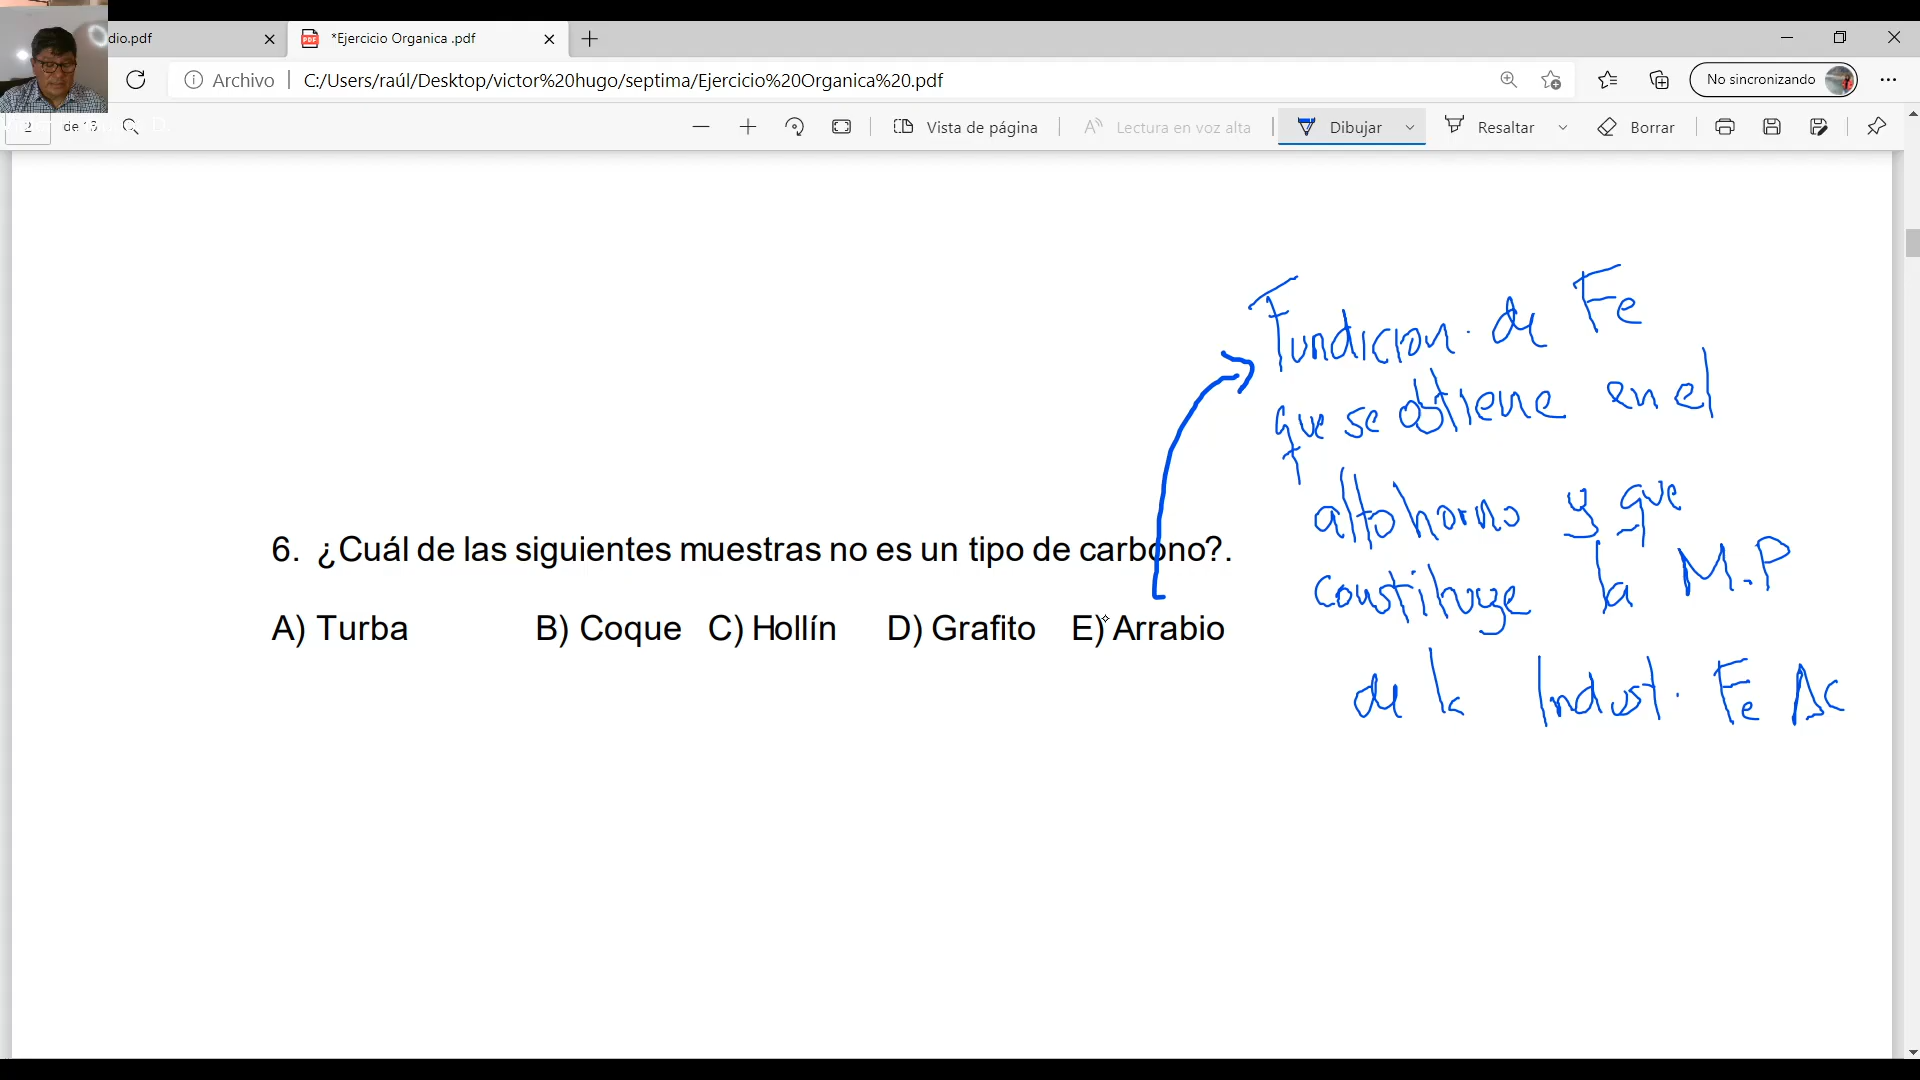 dio.pdf
*Ejercicio Organica .pdf
Archivo
C:/Users/raúl/Desktop/victor%20hugo/septima/Ejercicio%20Organica%20.pdf
No sincronizando
2
Vista de página
Lectura en voz alta
Dibujar
Resaltar
Borrar
Fundicion de Fe
que se obtiene en el
alto horno y que
constituye la M.P
de la Indust. Fe Ac
6. ¿Cuál de las siguientes muestras no es un tipo de carbono?.
A) Turba B) Coque C) Hollín D) Grafito E) Arrabio